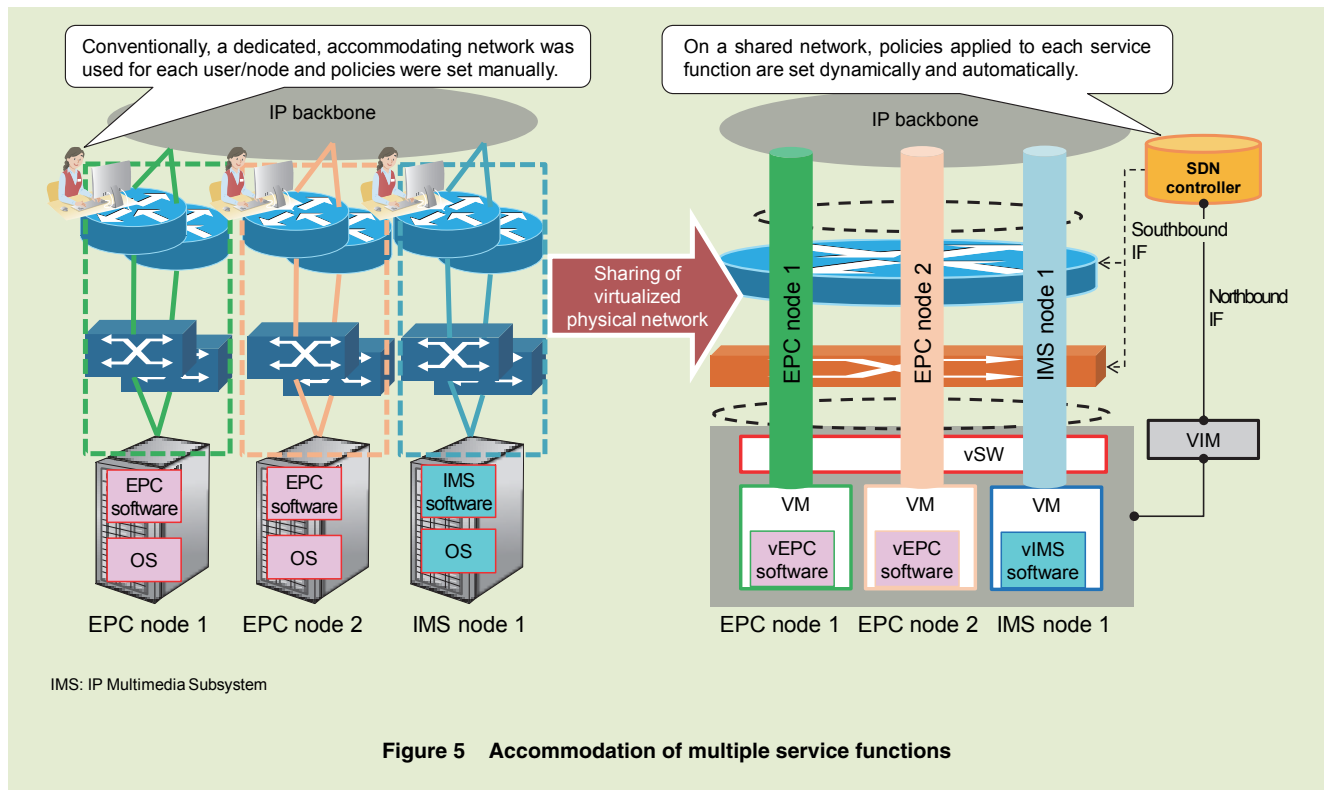 Conventionally, a dedicated, accommodating network was
used for each user/node and policies were set manually.
IP backbone
EPC
software
OS
EPC node 1
EPC
software
OS
EPC node 2
IMS
software
OS
IMS node 1
Sharing of
virtualized
physical network
On a shared network, policies applied to each service
function are set dynamically and automatically.
IP backbone
SDN
controller
Southbound
IF
Northbound
IF
EPC node 1
EPC node 2
IMS node 1
VIM
vSW
VM
vEPC
software
VM
vEPC
software
VM
vIMS
software
EPC node 1
EPC node 2
IMS node 1
IMS: IP Multimedia Subsystem
Figure 5 Accommodation of multiple service functions